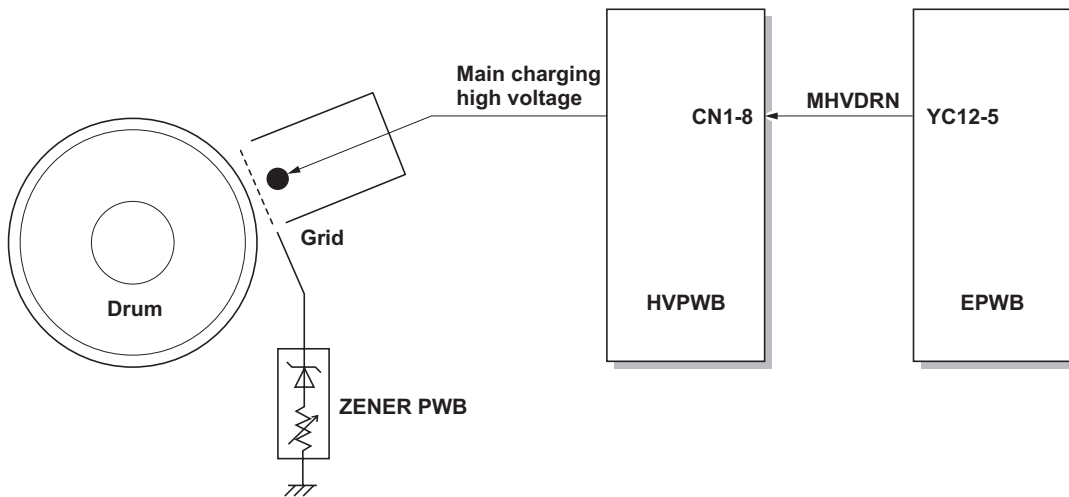 Main charging
high voltage
MHVDRN
CN1-8
YC12-5
Grid
Drum
HVPWB
EPWB
ZENER PWB